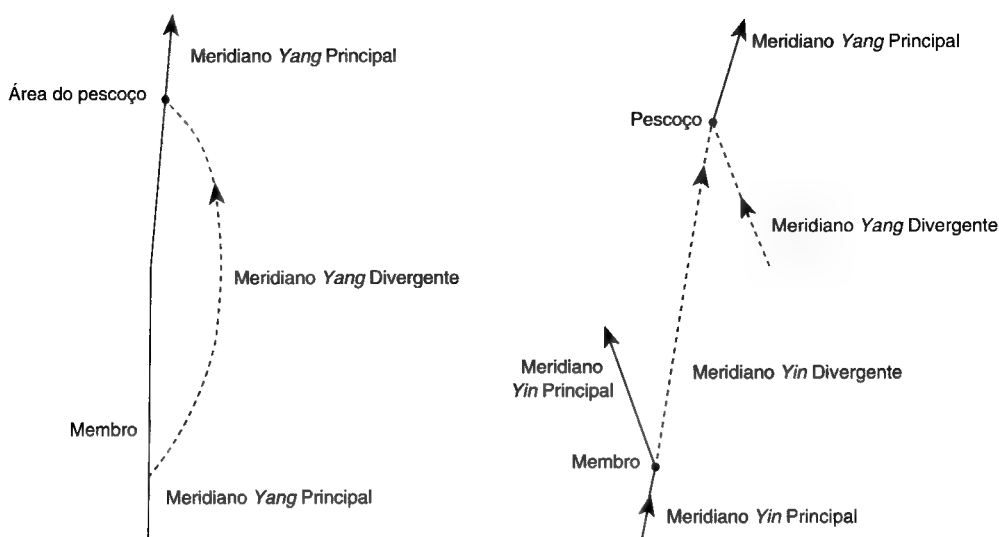 Meridiano Yang Principal
Área do pescoço
Meridiano Yang Divergente
Membro
Meridiano Yang Principal
Meridiano Yang Principal
Pescoço
Meridiano Yang Divergente
Meridiano
Yin Principal
Meridiano Yin Divergente
Membro
Meridiano Yin Principal